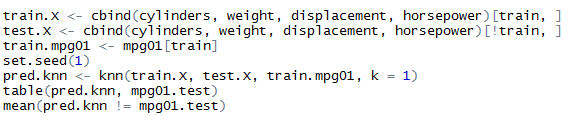 train.X <- cbind(cylinders, weight, displacement, horsepower)[train, ]
test.X <- cbind(cylinders, weight, displacement, horsepower)[!train, ]
train.mpg01 <- mpg01[train]
set.seed(1)
pred.knn <- knn(train.X, test.X, train.mpg01, k = 1)
table(pred.knn, mpg01.test)
mean(pred.knn != mpg01.test)